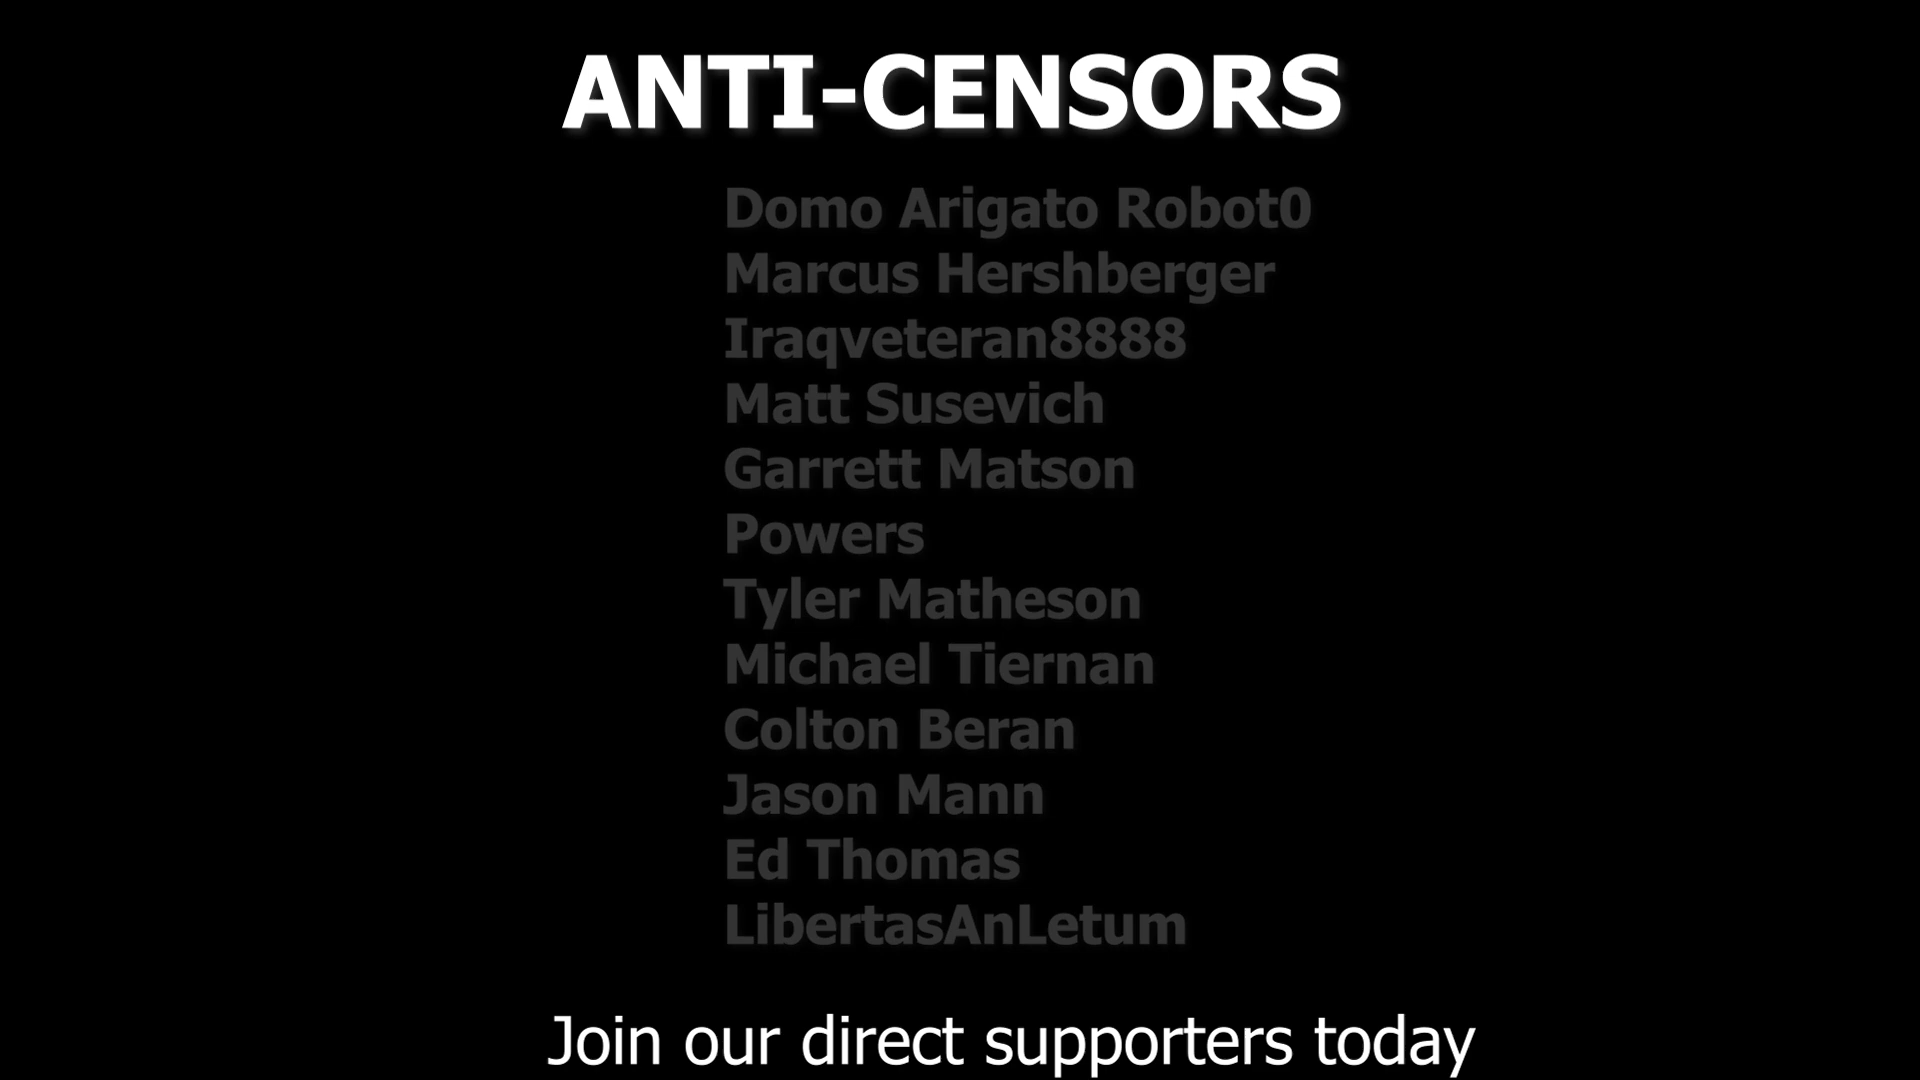 ANTI-CENSORS
Domo Arigato Robot0
Marcus Hershberger
Iraqveteran8888
Matt Susevich
Garrett Matson
Powers
Tyler Matheson
Michael Tiernan
Colton Beran
Jason Mann
Ed Thomas
LibertasAnLetum
Join our direct supporters today